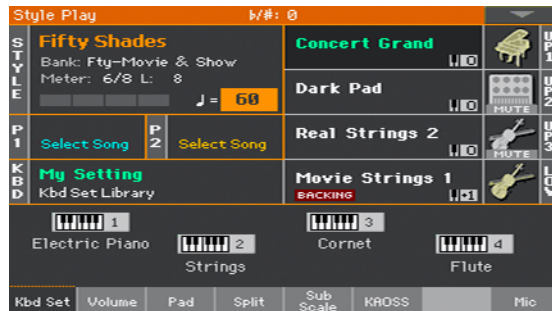 Style Play b/#: 0
STYLE
Fifty Shades
Bank: Fty-Movie & Show
Meter: 6/8 L: 8
♩ = 60
Concert Grand
0
UP1
Dark Pad
0
MUTE
UP2
P1
Select Song
P2
Select Song
Real Strings 2
0
MUTE
UP3
KBD
My Setting
Kbd Set Library
Movie Strings 1
BACKING
+1
LOW
1
Electric Piano
2
Strings
3
Cornet
4
Flute
Kbd Set Volume Pad Split Sub Scale KAOSS Mic